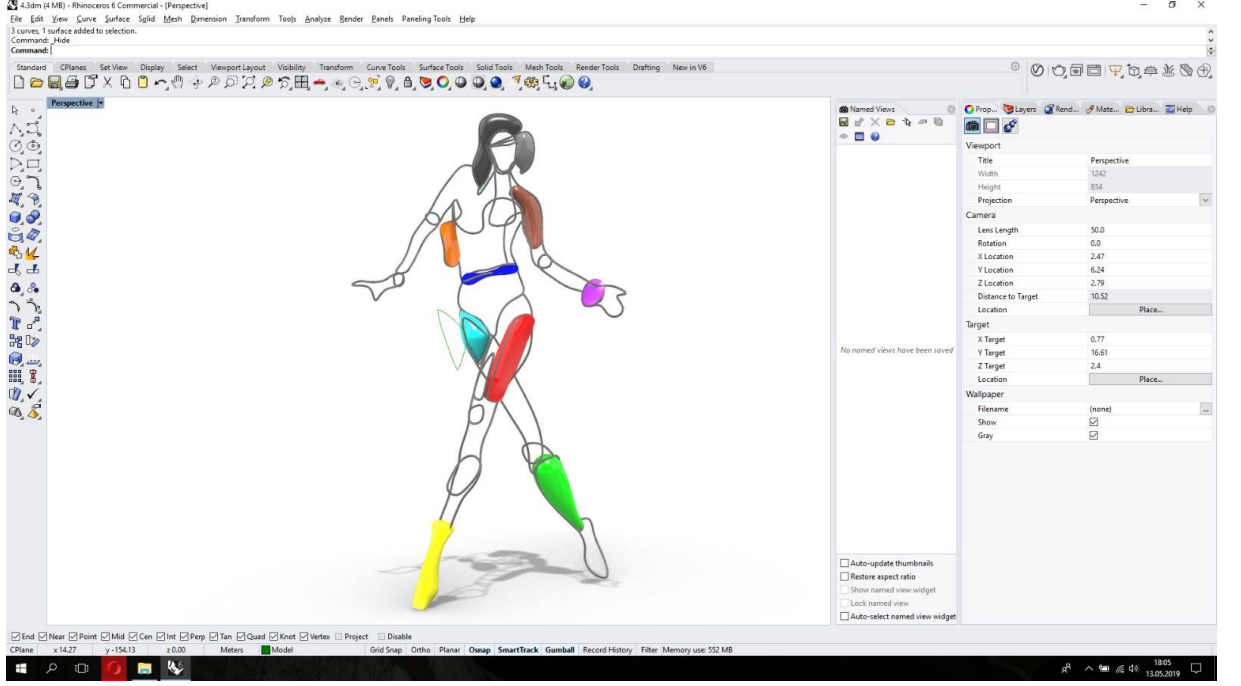 4.3dm (4 MB) - Rhinoceros 6 Commercial - [Perspective]
File Edit View Curve Surface Solid Mesh Dimension Transform Tools Analyze Render Panels Paneling Tools Help
3 curves, 1 surface added to selection.
Command: _Hide
Command:
Standard CPlanes Set View Display Select Viewport Layout Visibility Transform Curve Tools Surface Tools Solid Tools Mesh Tools Render Tools Drafting New in V6
Perspective
Named Views
Prop... Layers Rend... Mate... Libra... Help
Viewport
Title Perspective
Width 1242
Height 834
Projection Perspective
Camera
Lens Length 50.0
Rotation 0.0
X Location 2.47
Y Location 6.24
Z Location 2.79
Distance to Target 10.52
Location Place...
Target
X Target 0.77
Y Target 16.61
Z Target 2.4
Location Place...
Wallpaper
Filename (none) ...
Show
Gray
No named views have been saved
Auto-update thumbnails
Restore aspect ratio
Show named view widget
Lock named view
Auto-select named view widget
End Near Point Mid Cen Int Perp Tan Quad Knot Vertex Project Disable
CPlane x 14.27 y -154.13 z 0.00 Meters Model Grid Snap Ortho Planar Osnap SmartTrack Gumball Record History Filter Memory use: 552 MB
18:05
13.05.2019